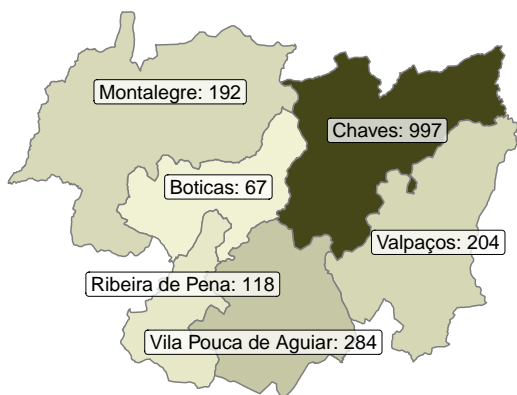 Montalegre: 192
Chaves: 997
Boticas: 67
Valpaços: 204
Ribeira de Pena: 118
Vila Pouca de Aguiar: 284